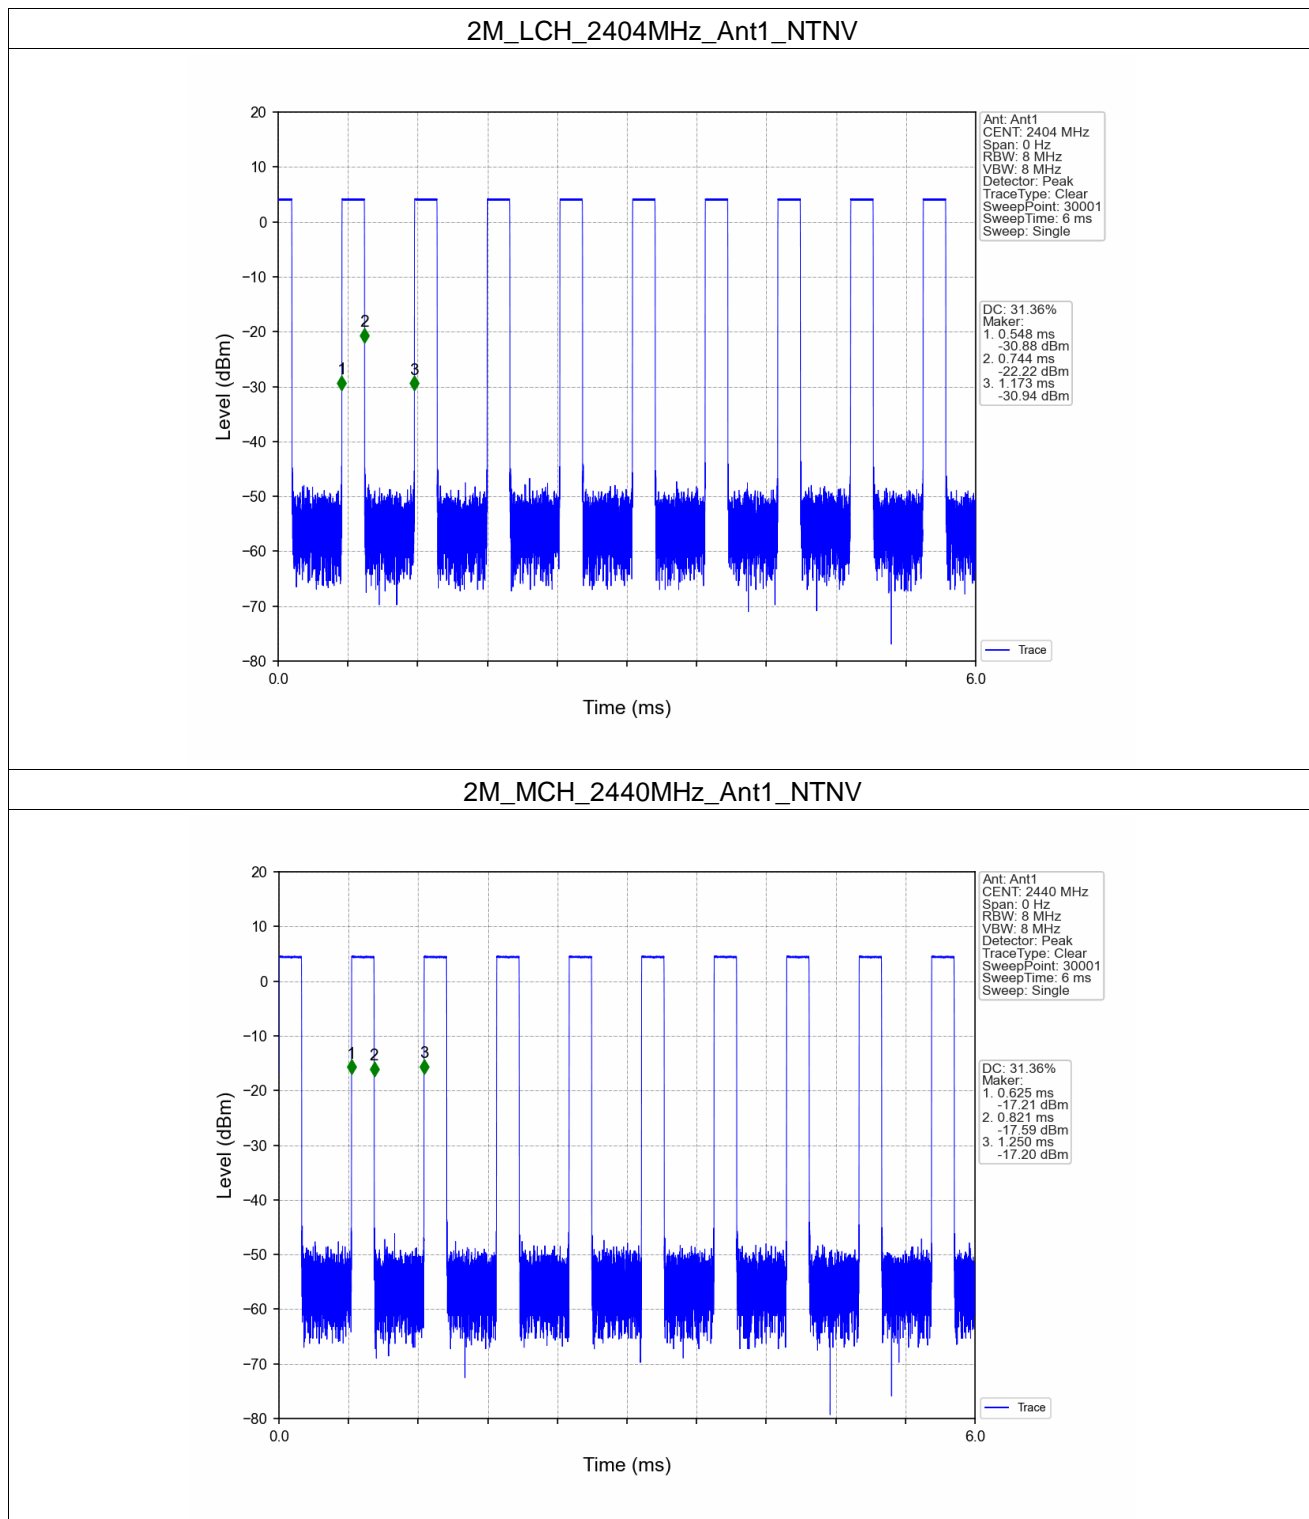 2M_LCH_2404MHz_Ant1_NTNV
20
10
0
−10
−20
−30
−40
−50
−60
−70
−80
Level (dBm)
1
2
3
0.0
6.0
Time (ms)
Ant: Ant1
CENT: 2404 MHz
Span: 0 Hz
RBW: 8 MHz
VBW: 8 MHz
Detector: Peak
TraceType: Clear
SweepPoint: 30001
SweepTime: 6 ms
Sweep: Single
DC: 31.36%
Maker:
1. 0.548 ms
-30.88 dBm
2. 0.744 ms
-22.22 dBm
3. 1.173 ms
-30.94 dBm
Trace
2M_MCH_2440MHz_Ant1_NTNV
20
10
0
−10
−20
−30
−40
−50
−60
−70
−80
Level (dBm)
1
2
3
0.0
6.0
Time (ms)
Ant: Ant1
CENT: 2440 MHz
Span: 0 Hz
RBW: 8 MHz
VBW: 8 MHz
Detector: Peak
TraceType: Clear
SweepPoint: 30001
SweepTime: 6 ms
Sweep: Single
DC: 31.36%
Maker:
1. 0.625 ms
-17.21 dBm
2. 0.821 ms
-17.59 dBm
3. 1.250 ms
-17.20 dBm
Trace